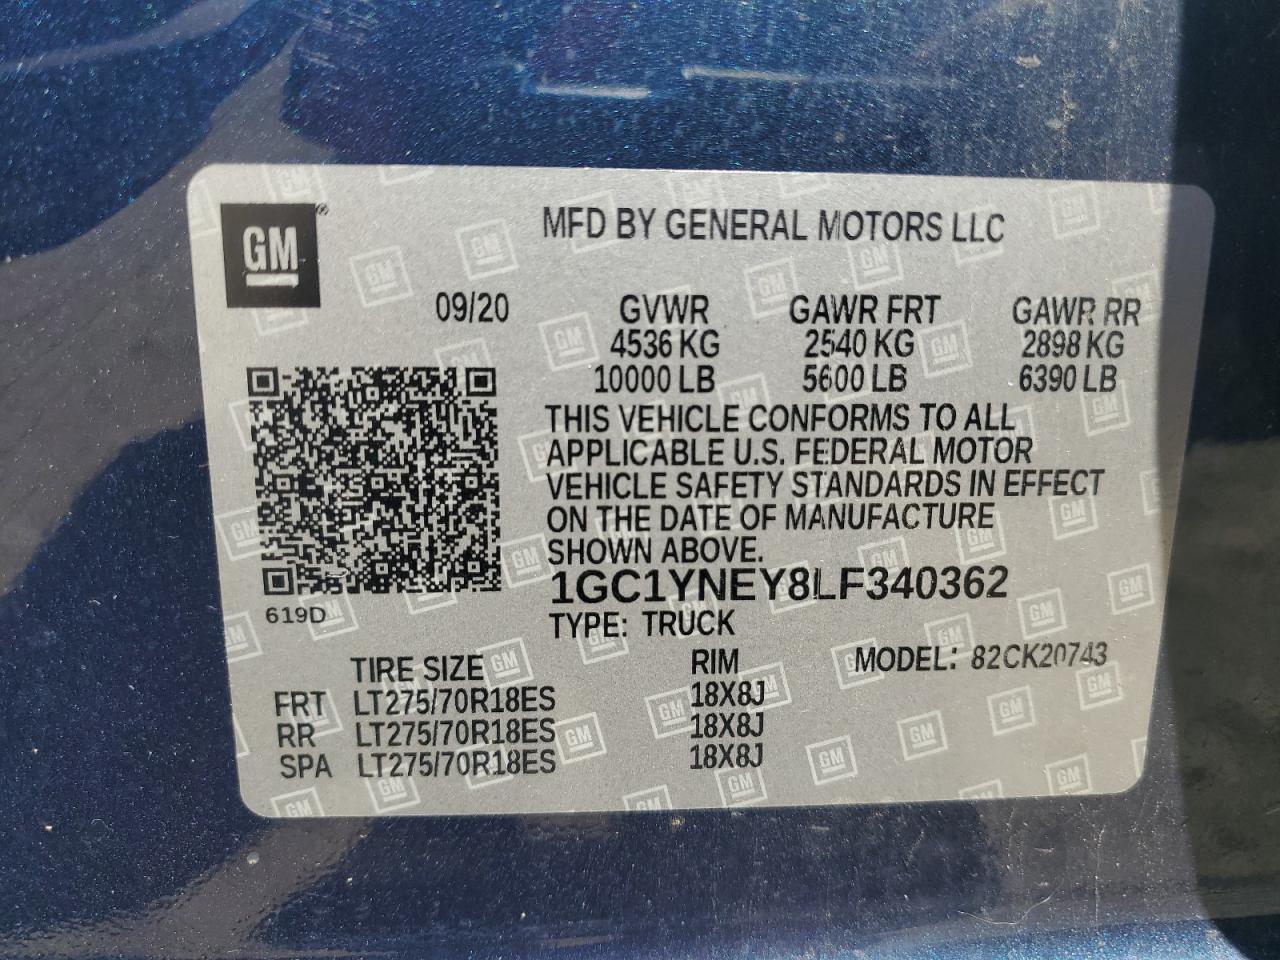 GM®
MFD BY GENERAL MOTORS LLC
09/20
GVWR GAWR FRT GAWR RR
4536 KG 2540 KG 2898 KG
10000 LB 5600 LB 6390 LB
THIS VEHICLE CONFORMS TO ALL
APPLICABLE U.S. FEDERAL MOTOR
VEHICLE SAFETY STANDARDS IN EFFECT
ON THE DATE OF MANUFACTURE
SHOWN ABOVE.
1GC1YNEY8LF340362
619D
TYPE: TRUCK
TIRE SIZE RIM MODEL: 82CK20743
FRT LT275/70R18ES 18X8J
RR LT275/70R18ES 18X8J
SPA LT275/70R18ES 18X8J